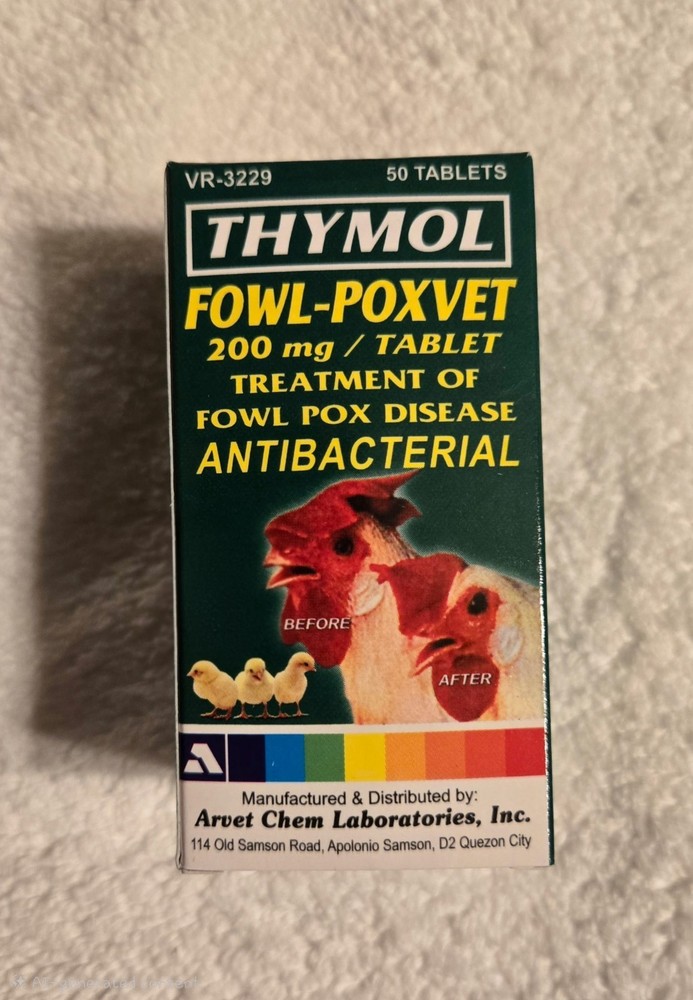 VR-3229 50 TABLETS
THYMOL
FOWL-POXVET
200 mg / TABLET
TREATMENT OF
FOWL POX DISEASE
ANTIBACTERIAL
BEFORE
AFTER
Manufactured & Distributed by:
Arvet Chem Laboratories, Inc.
114 Old Samson Road, Apolonio Samson, D2 Quezon City